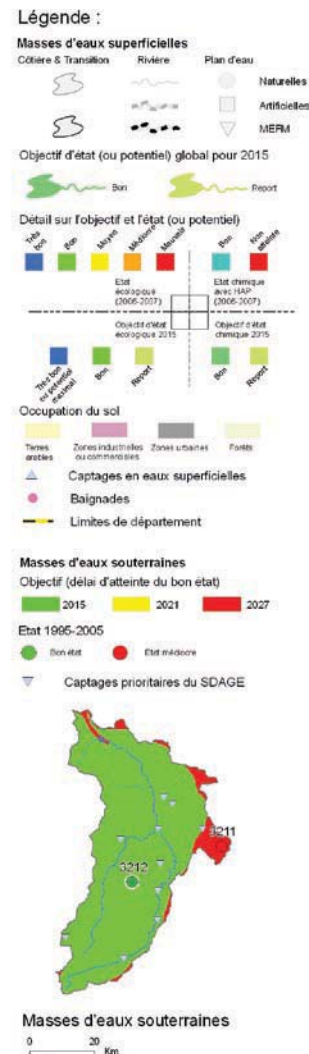 Légende :
Masses d'eaux superficielles
Côtière & Transition Rivière Plan d'eau
Naturelles
Artificielles
MEFM
Objectif d'état (ou potentiel) global pour 2015
Bon Report
Détail sur l'objectif et l'état (ou potentiel)
Très bon Bon Moyen Médiocre Mauvais Bon Non atteinte
Etat écologique (2006-2007) Etat chimique avec HAP (2006-2007)
Objectif d'état écologique 2015 Objectif d'état chimique 2015
Très bon ou potentiel maximal Bon Report Bon Report
Occupation du sol
Terres arables Zones industrielles ou commerciales Zones urbaines Forêts
Captages en eaux superficielles
Baignades
Limites de département
Masses d'eaux souterraines
Objectif (délai d'atteinte du bon état)
2015 2021 2027
Etat 1995-2005
Bon état Etat médiocre
Captages prioritaires du SDAGE
3211
3212
Masses d'eaux souterraines
0 20
Km